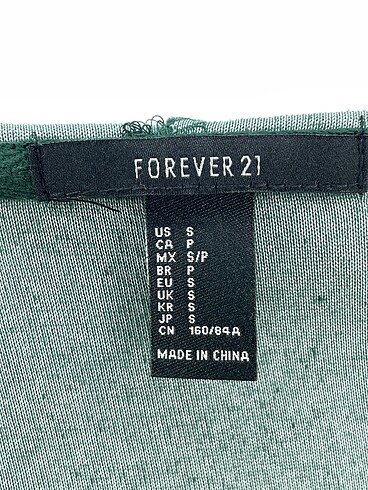 FOREVER 21
US S
CA P
MX S/P
BR P
EU S
UK S
KR S
JP S
CN 160/84A
MADE IN CHINA